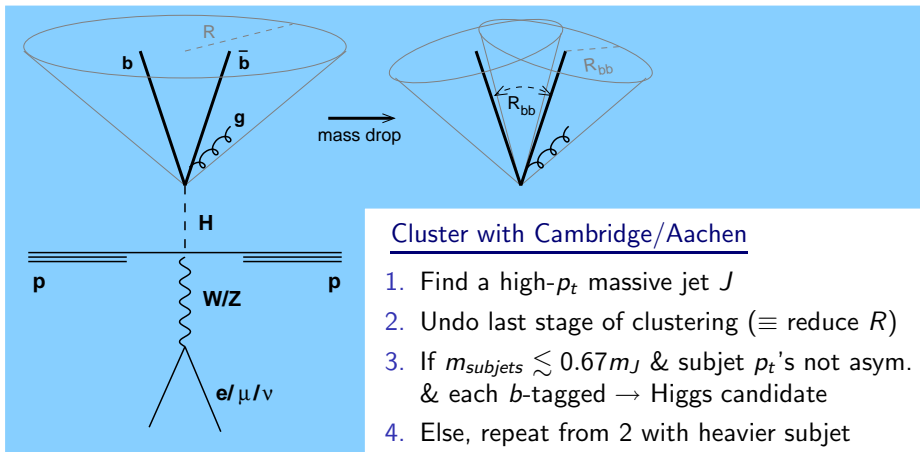 R
b
b̄
g
mass drop
R_bb
R_bb
H
p
p
W/Z
e/μ/ν
Cluster with Cambridge/Aachen
1. Find a high-p_t massive jet J
2. Undo last stage of clustering (≡ reduce R)
3. If m_subjets ≲ 0.67m_J & subjet p_t's not asym.
& each b-tagged → Higgs candidate
4. Else, repeat from 2 with heavier subjet